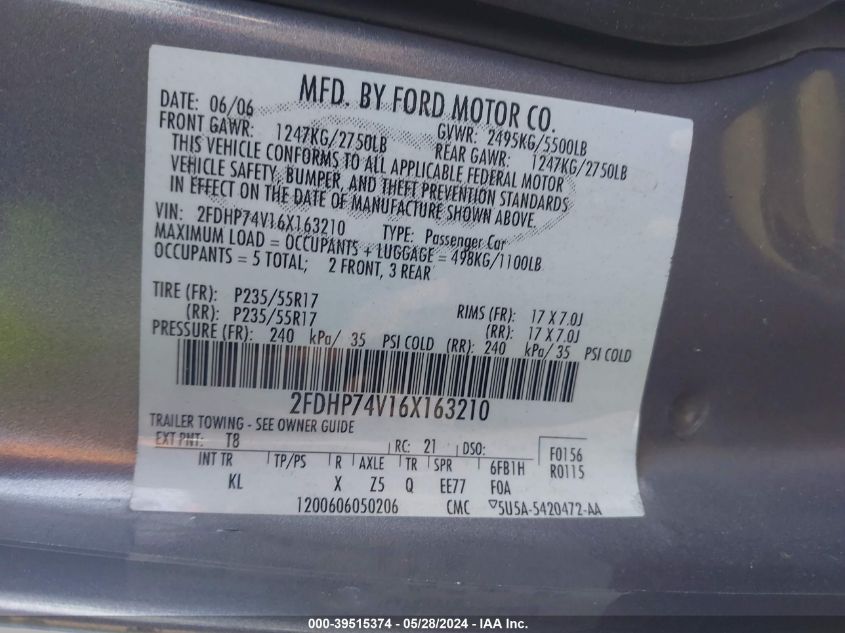 MFD. BY FORD MOTOR CO.
DATE: 06/06 GVWR: 2495KG/5500LB
FRONT GAWR: 1247KG/2750LB REAR GAWR: 1247KG/2750LB
THIS VEHICLE CONFORMS TO ALL APPLICABLE FEDERAL MOTOR
VEHICLE SAFETY, BUMPER, AND THEFT PREVENTION STANDARDS
IN EFFECT ON THE DATE OF MANUFACTURE SHOWN ABOVE.
VIN: 2FDHP74V16X163210 TYPE: Passenger Car
MAXIMUM LOAD = OCCUPANTS + LUGGAGE = 498KG/1100LB
OCCUPANTS = 5 TOTAL; 2 FRONT, 3 REAR
TIRE (FR): P235/55R17 RIMS (FR): 17 X 7.0J
(RR): P235/55R17 (RR): 17 X 7.0J
PRESSURE (FR): 240 kPa/ 35 PSI COLD (RR): 240 kPa/ 35 PSI COLD
2FDHP74V16X163210
TRAILER TOWING - SEE OWNER GUIDE
EXT PNT: T8 RC: 21 DSO: F0156
INT TR TP/PS R AXLE TR SPR 6FB1H R0115
KL X Z5 Q EE77 F0A
1200606050206 CMC ▽5U5A-5420472-AA
000-39515374 - 05/28/2024 - IAA Inc.